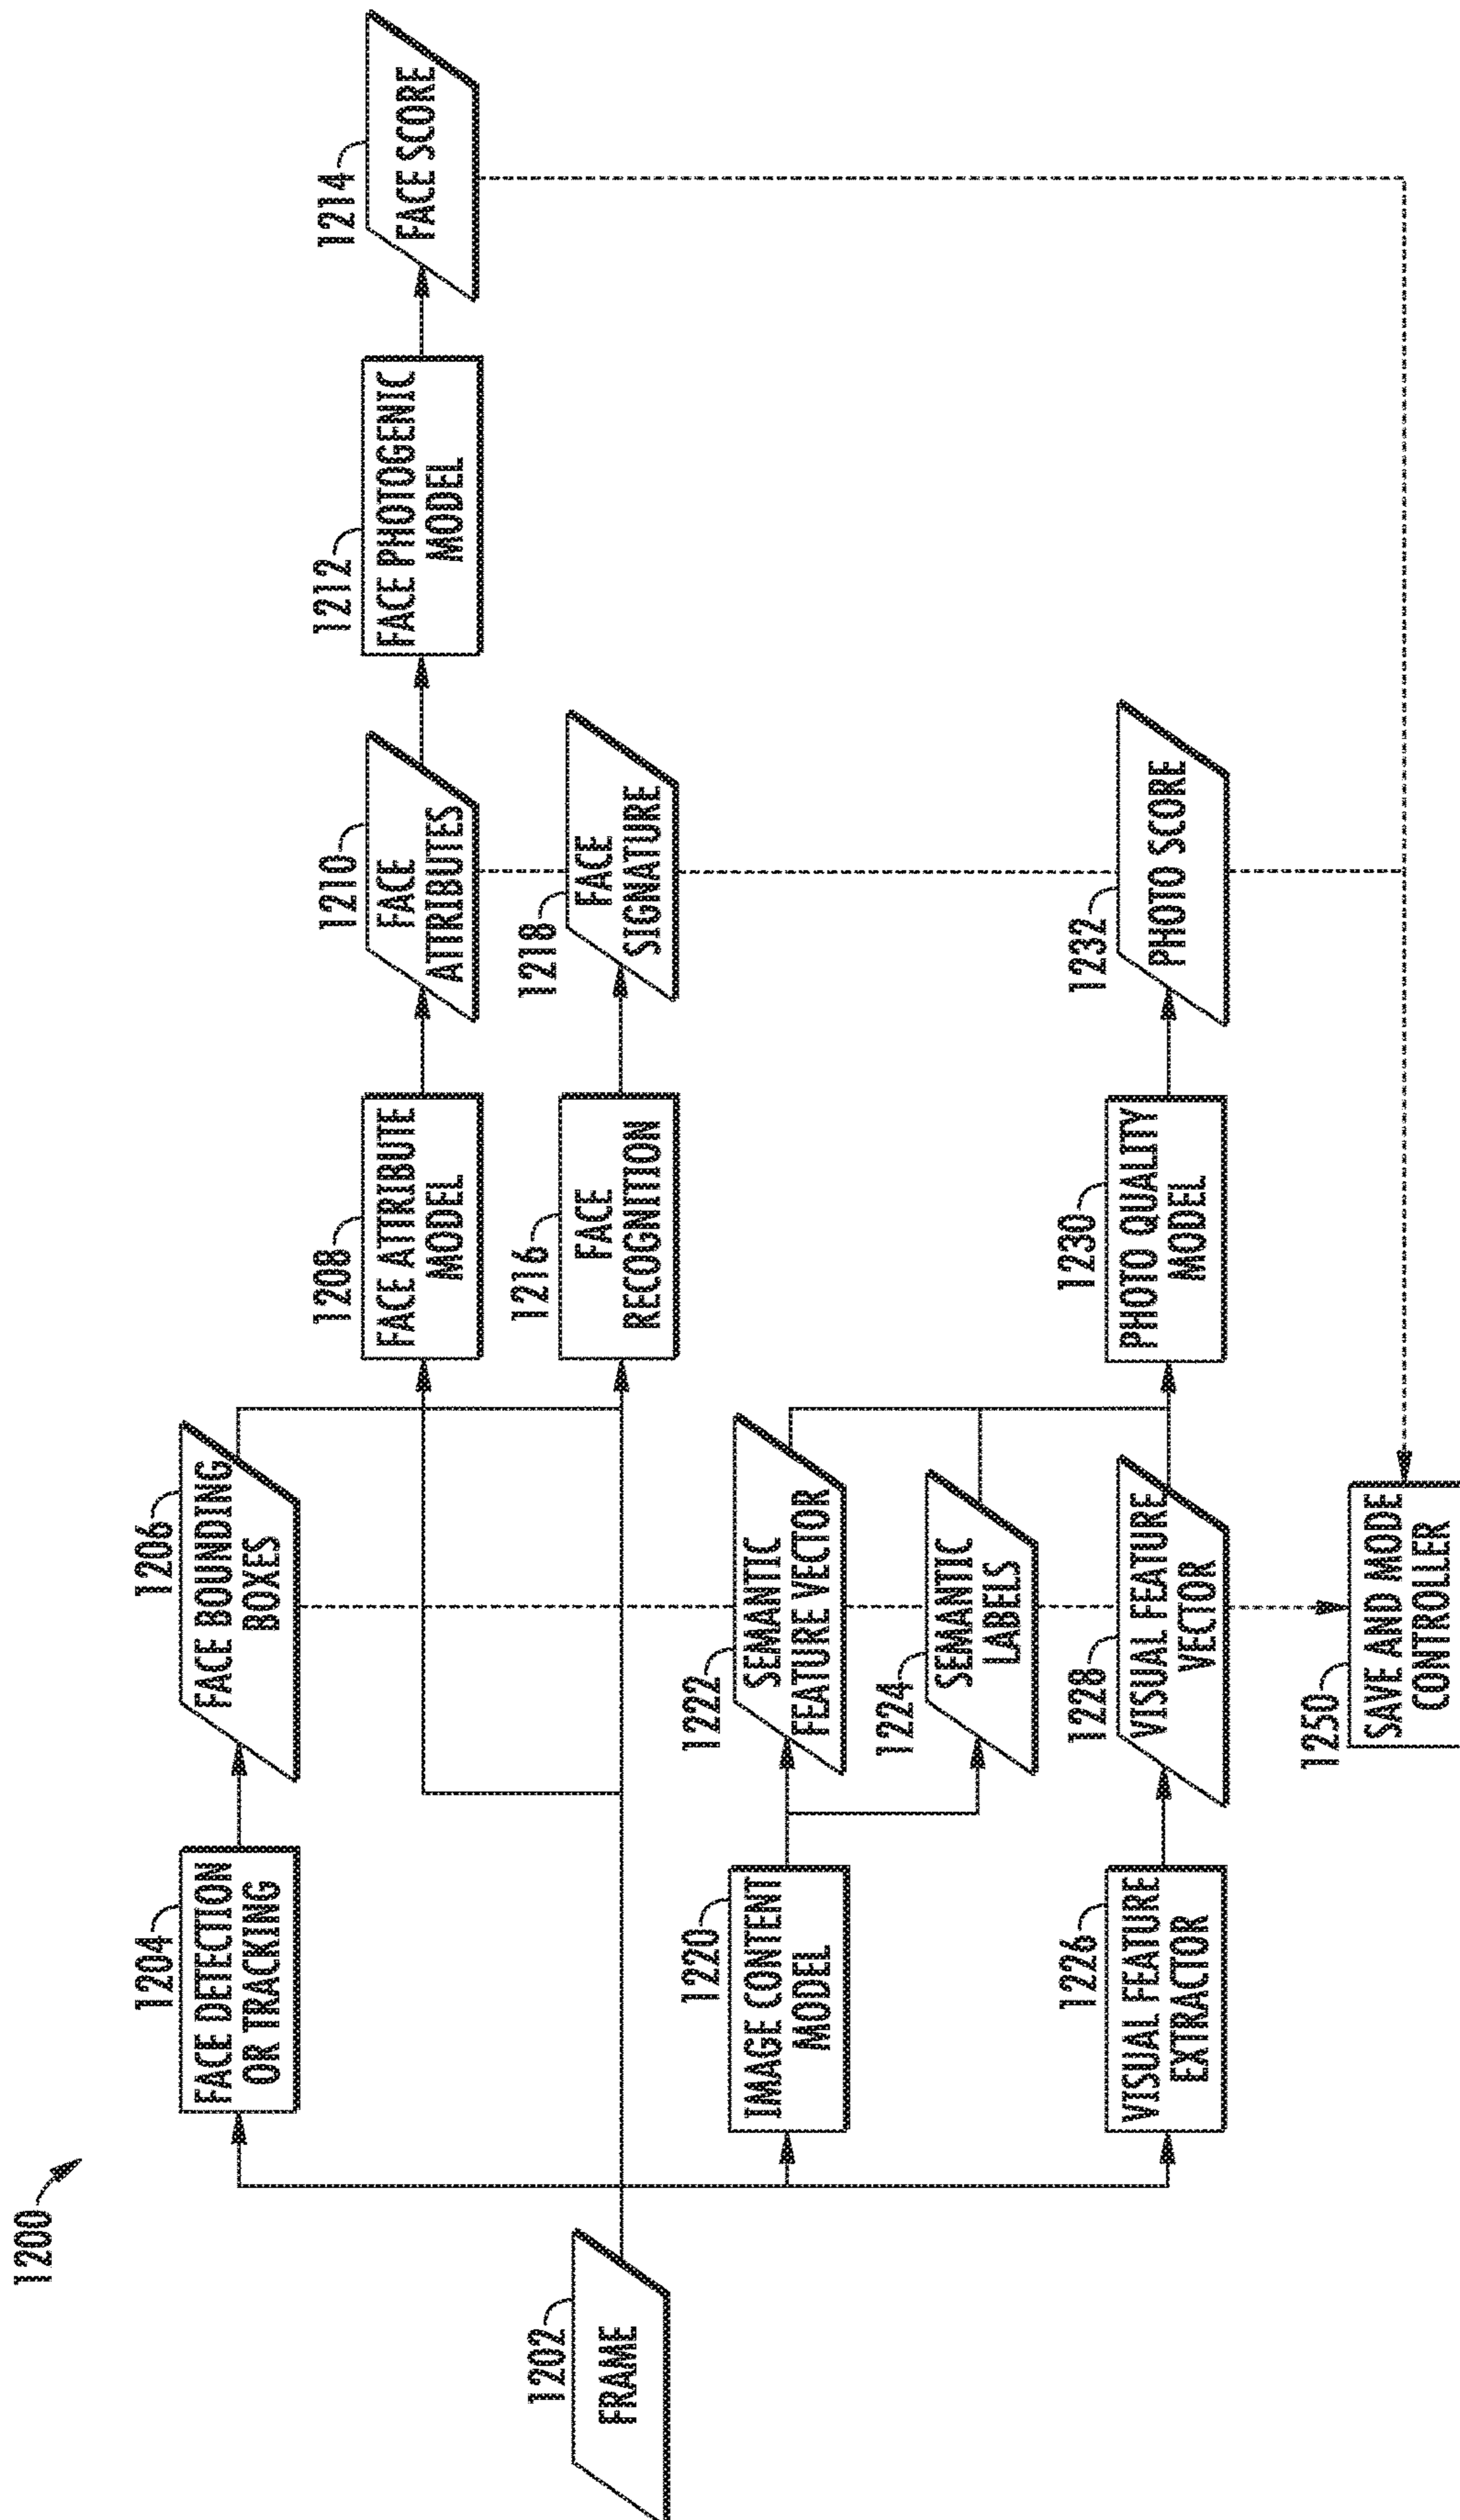 1200
1202
FRAME
1204
FACE DETECTION
OR TRACKING
1206
FACE BOUNDING
BOXES
1208
FACE ATTRIBUTE
MODEL
1210
FACE
ATTRIBUTES
1212
FACE PHOTOGENIC
MODEL
1214
FACE SCORE
1216
FACE
RECOGNITION
1218
FACE
SIGNATURE
1220
IMAGE CONTENT
MODEL
1222
SEMANTIC
FEATURE VECTOR
1224
SEMANTIC
LABELS
1226
VISUAL FEATURE
EXTRACTOR
1228
VISUAL FEATURE
VECTOR
1230
PHOTO QUALITY
MODEL
1232
PHOTO SCORE
1250
SAVE AND MODE
CONTROLLER